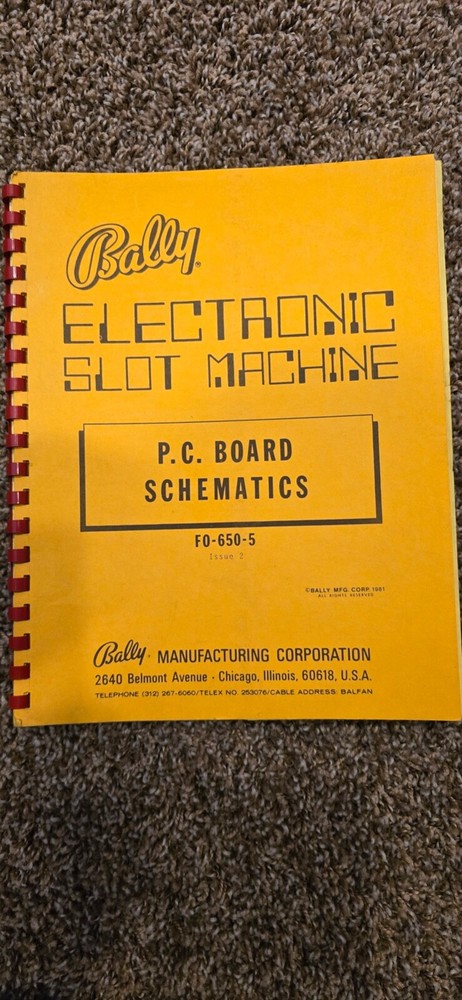 Bally®
ELECTRONIC
SLOT MACHINE
P.C. BOARD
SCHEMATICS
FO-650-5
Issue 2
©BALLY MFG. CORP. 1981
ALL RIGHTS RESERVED
Bally® MANUFACTURING CORPORATION
2640 Belmont Avenue · Chicago, Illinois, 60618, U.S.A.
TELEPHONE (312) 267-6060/TELEX NO. 253076/CABLE ADDRESS: BALFAN